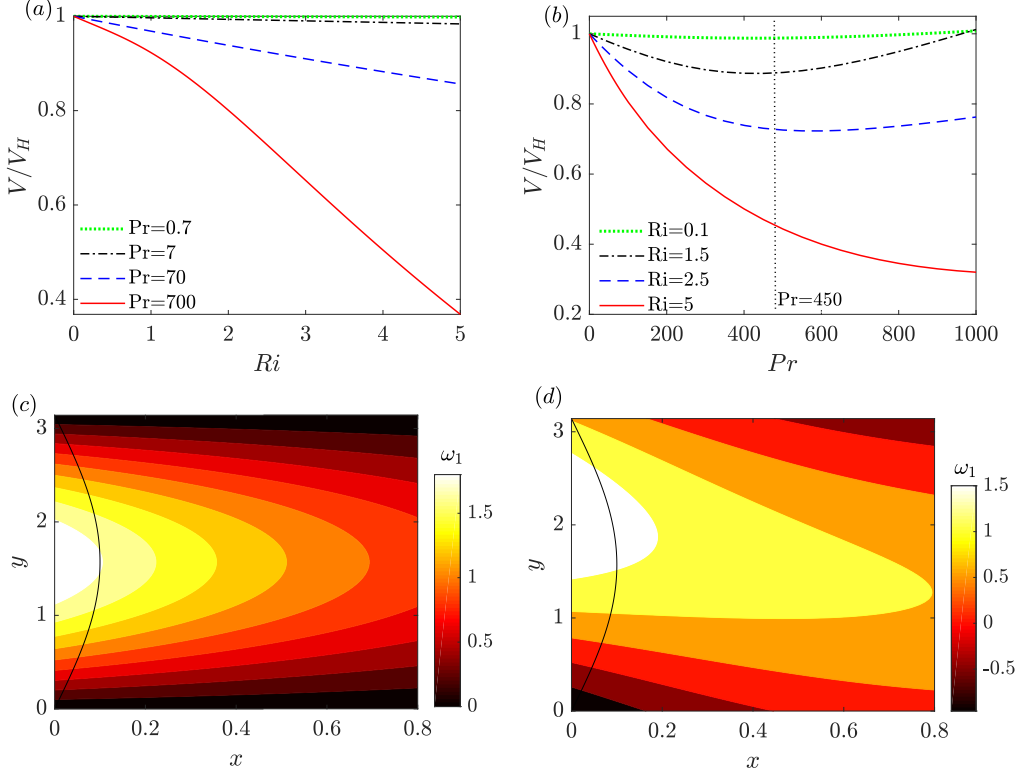 (a)
V/V_H
1
0.8
0.6
0.4
Pr=0.7
Pr=7
Pr=70
Pr=700
0 1 2 3 4 5
Ri
(b)
V/V_H
1
0.8
0.6
0.4
0.2
Ri=0.1
Ri=1.5
Ri=2.5
Ri=5
Pr=450
0 200 400 600 800 1000
Pr
(c)
y
3
2
1
0
0 0.2 0.4 0.6 0.8
x
ω₁
1.5
1
0.5
0
(d)
y
3
2
1
0
0 0.2 0.4 0.6 0.8
x
ω₁
1.5
1
0.5
0
-0.5